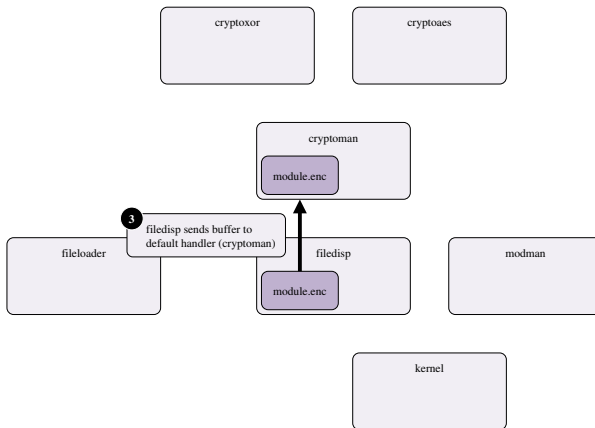 cryptoxor
cryptoaes
cryptoman
module.enc
3
filedisp sends buffer to
default handler (cryptoman)
fileloader
filedisp
modman
module.enc
kernel